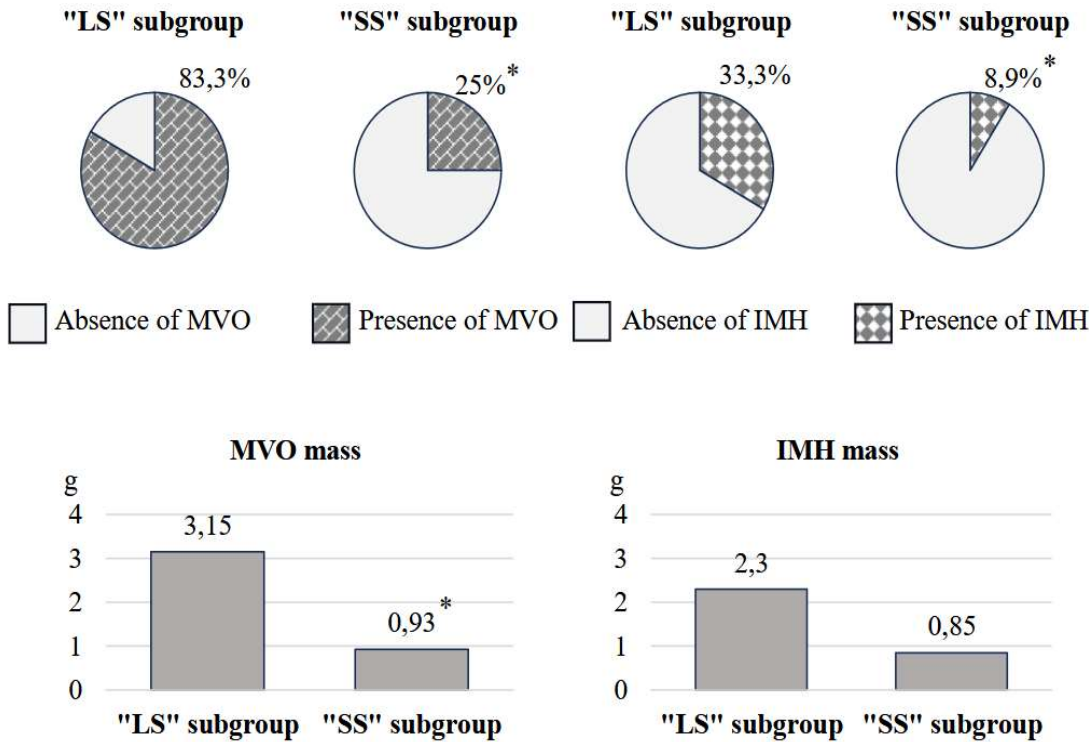 "LS" subgroup "SS" subgroup "LS" subgroup "SS" subgroup
83,3% 25%* 33,3% 8,9%*
Absence of MVO Presence of MVO Absence of IMH Presence of IMH
MVO mass
g
4
3
2
1
0
3,15
0,93*
"LS" subgroup "SS" subgroup
IMH mass
g
4
3
2
1
0
2,3
0,85
"LS" subgroup "SS" subgroup